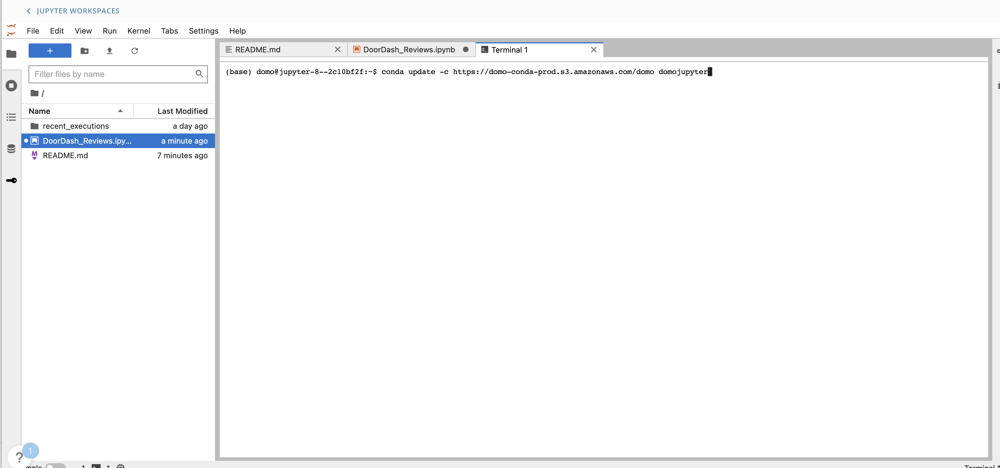 JUPYTER WORKSPACES
File Edit View Run Kernel Tabs Settings Help
+
README.md
DoorDash_Reviews.ipynb
Terminal 1
Filter files by name
/
Name Last Modified
recent_executions a day ago
DoorDash_Reviews.ipy... a minute ago
README.md 7 minutes ago
(base) domo@jupyter-8--2c10bf2f:~$ conda update -c https://domo-conda-prod.s3.amazonaws.com/domo domojupyter
? 1
1 1
Terminal 1